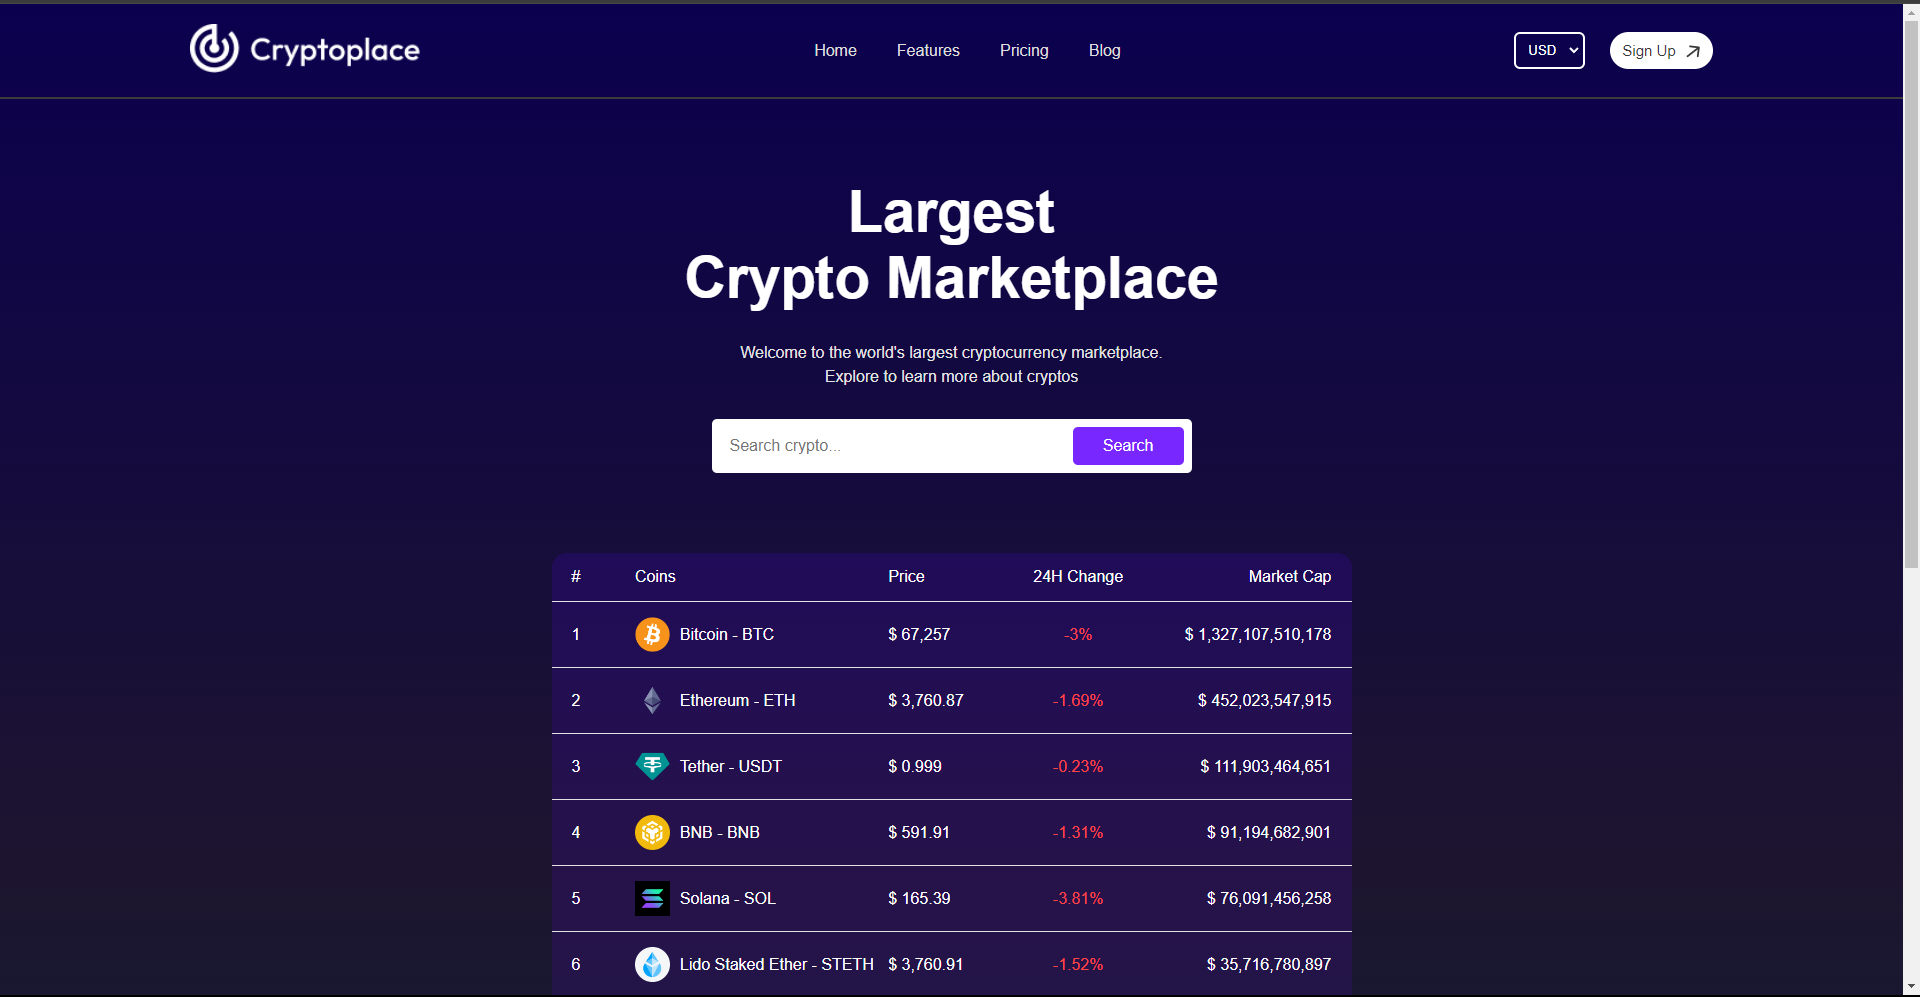 Cryptoplace Home Features Pricing Blog USD Sign Up
Largest
Crypto Marketplace
Welcome to the world's largest cryptocurrency marketplace.
Explore to learn more about cryptos
Search crypto... Search
# Coins Price 24H Change Market Cap
1 Bitcoin - BTC $ 67,257 -3% $ 1,327,107,510,178
2 Ethereum - ETH $ 3,760.87 -1.69% $ 452,023,547,915
3 Tether - USDT $ 0.999 -0.23% $ 111,903,464,651
4 BNB - BNB $ 591.91 -1.31% $ 91,194,682,901
5 Solana - SOL $ 165.39 -3.81% $ 76,091,456,258
6 Lido Staked Ether - STETH $ 3,760.91 -1.52% $ 35,716,780,897